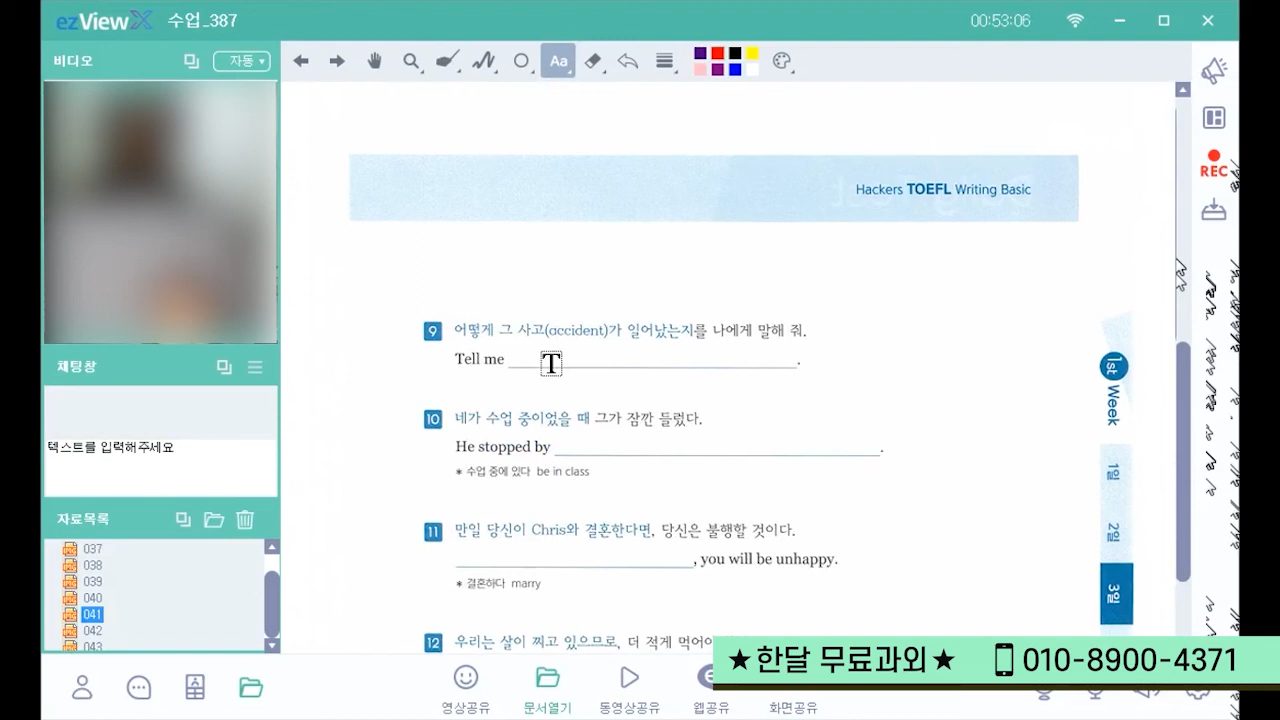 ezViewX 수업_387 00:53:06
비디오 자동
Aa
REC
Hackers TOEFL Writing Basic
9 어떻게 그 사고(accident)가 일어났는지를 나에게 말해 줘.
Tell me ____ T ____.
10 네가 수업 중이었을 때 그가 잠깐 들렀다.
He stopped by ____.
* 수업 중에 있다 be in class
11 만일 당신이 Chris와 결혼한다면, 당신은 불행할 것이다.
____, you will be unhappy.
* 결혼하다 marry
12 우리는 살이 찌고 있으므로, 더 적게 먹어야
1st Week
1일
2일
3일
채팅창
텍스트를 입력해주세요
자료목록
037
038
039
040
041
042
043
영상공유 문서열기 동영상공유 웹공유 화면공유
★한달 무료과외★ 010-8900-4371